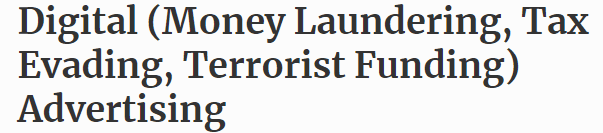 Digital (Money Laundering, Tax
Evading, Terrorist Funding)
Advertising